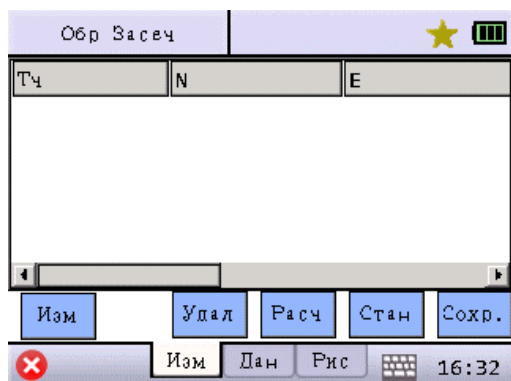 Обр Засеч
Тч N E
Изм Удал Расч Стан Сохр.
Изм Дан Рис 16:32